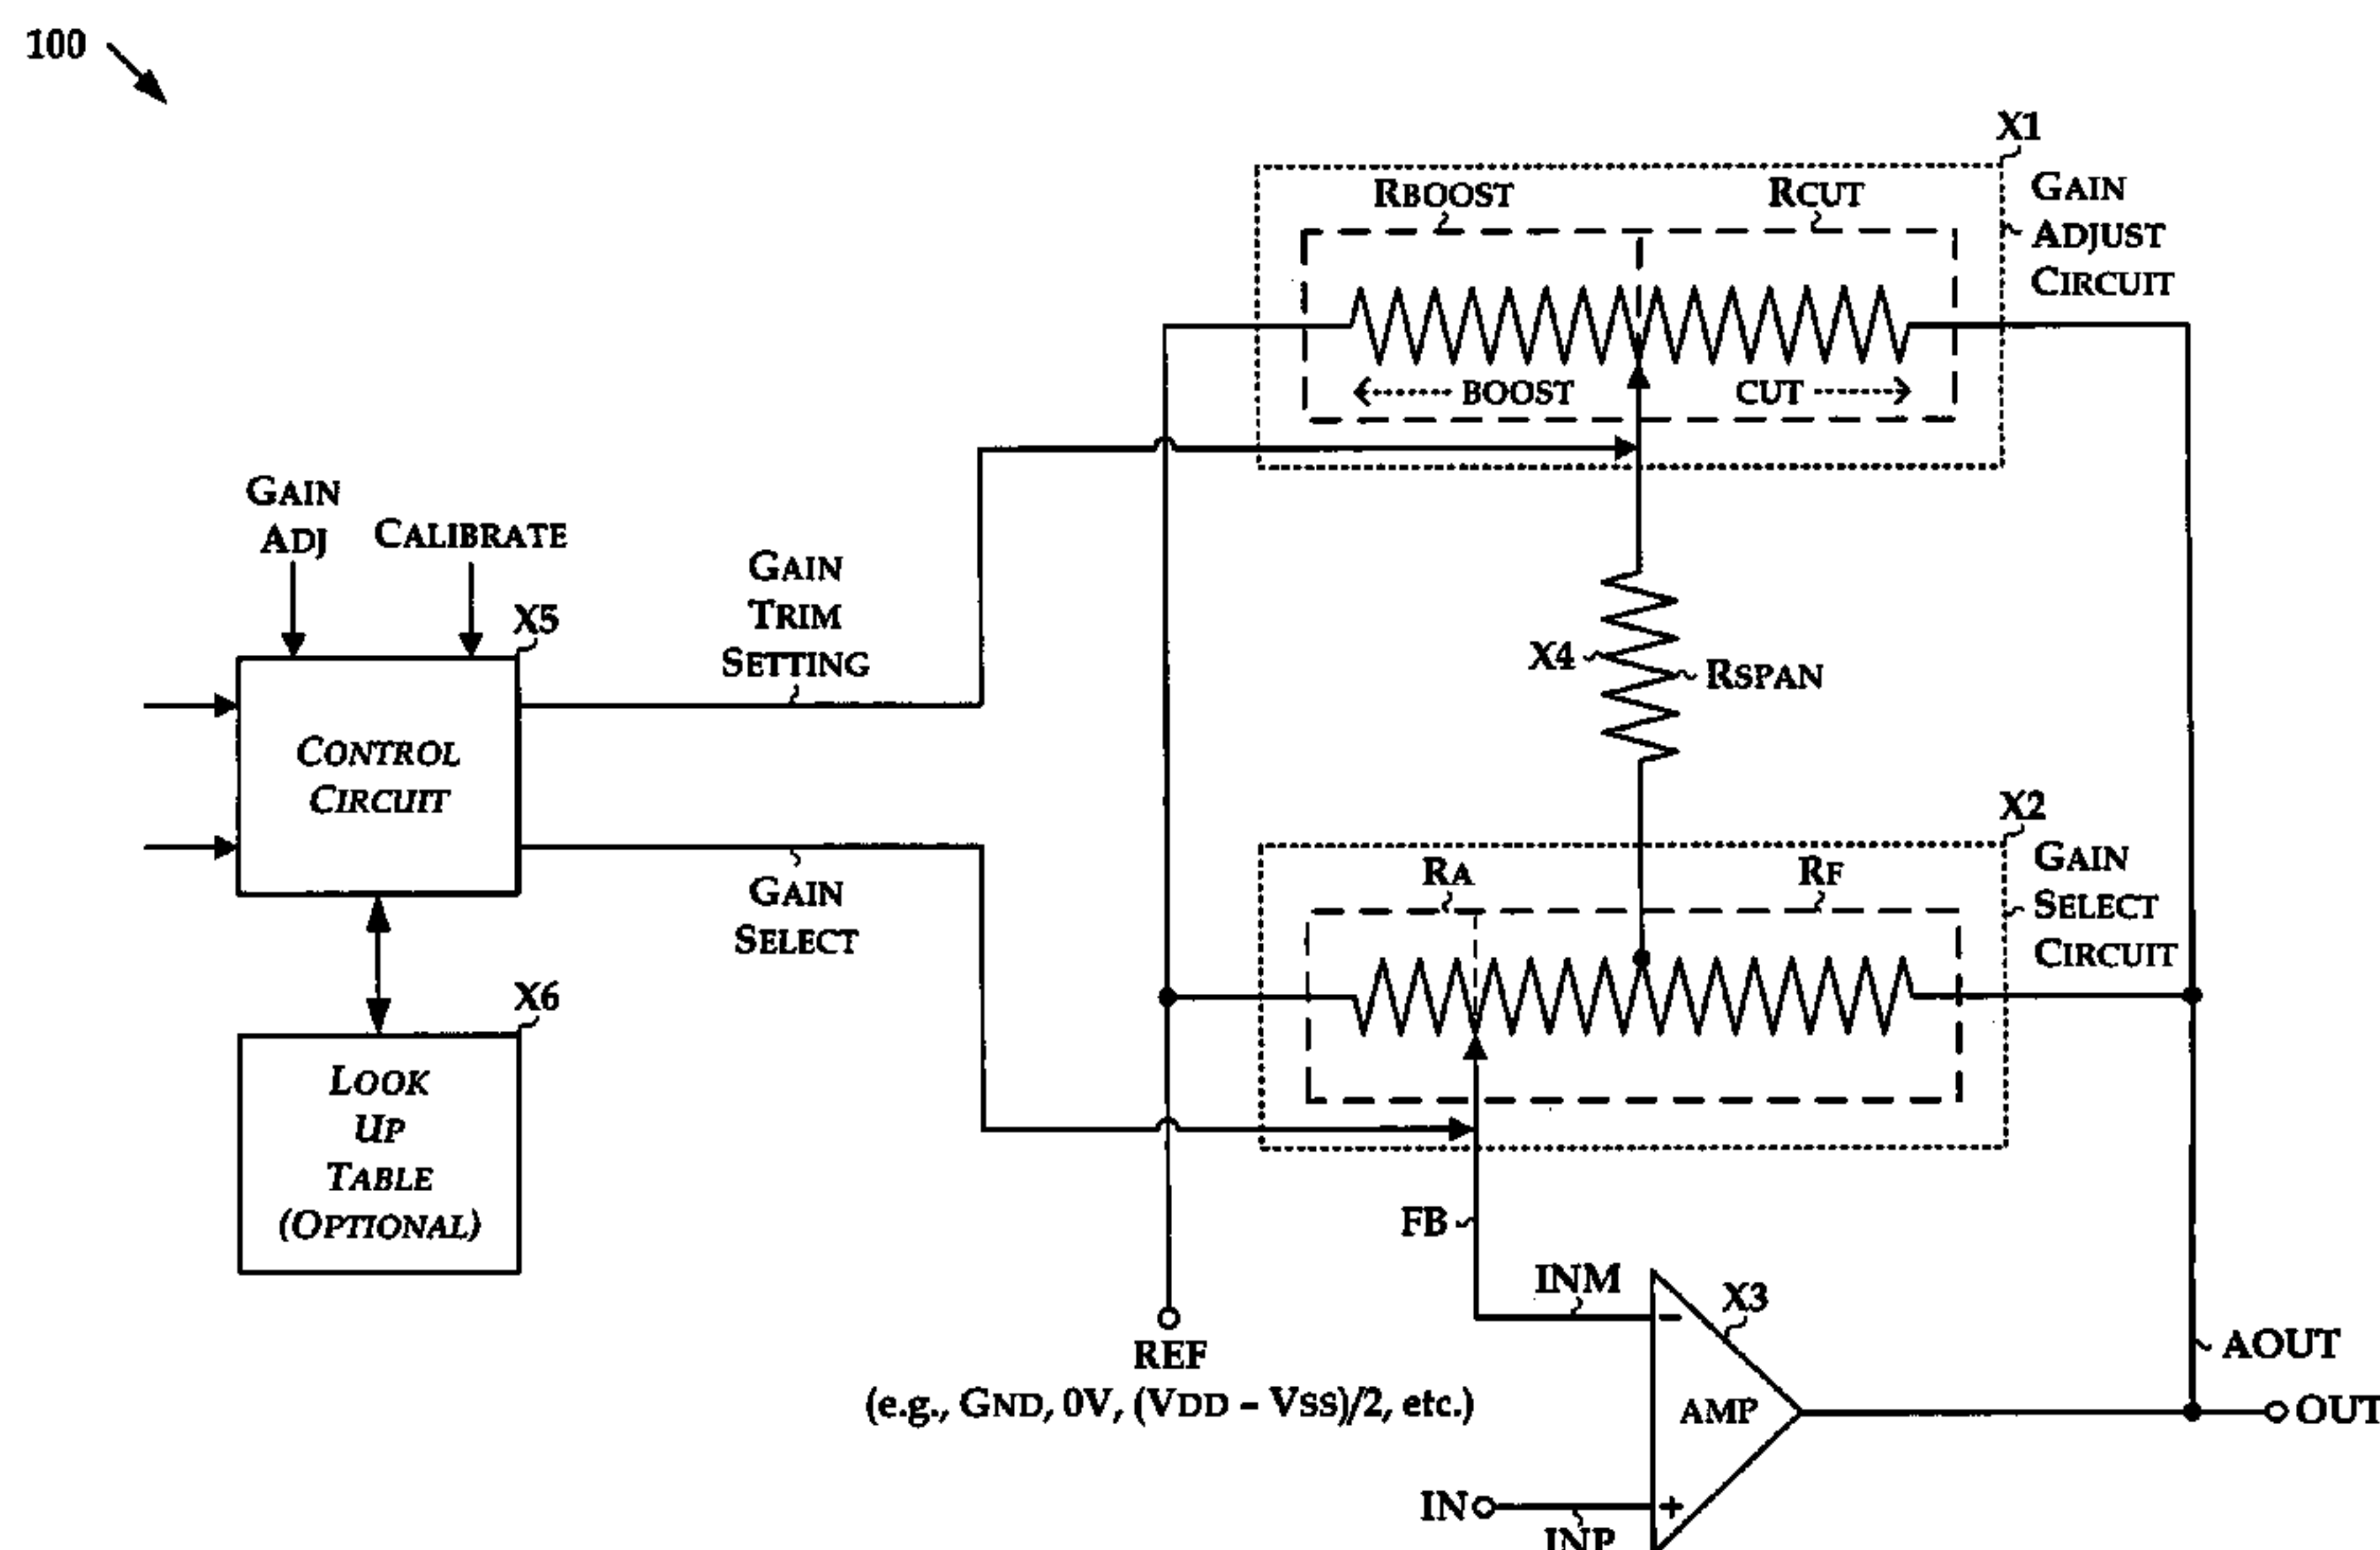 100
X1
RBOOST
RCUT
GAIN
ADJUST
CIRCUIT
BOOST
CUT
GAIN
ADJ
CALIBRATE
X5
GAIN
TRIM
SETTING
X4
RSPAN
CONTROL
CIRCUIT
X2
RA
RF
GAIN
SELECT
CIRCUIT
GAIN
SELECT
X6
LOOK
UP
TABLE
(OPTIONAL)
FB
INM
X3
REF
(e.g., GND, 0V, (VDD – VSS)/2, etc.)
AOUT
–
AMP
OUT
IN
+
INP